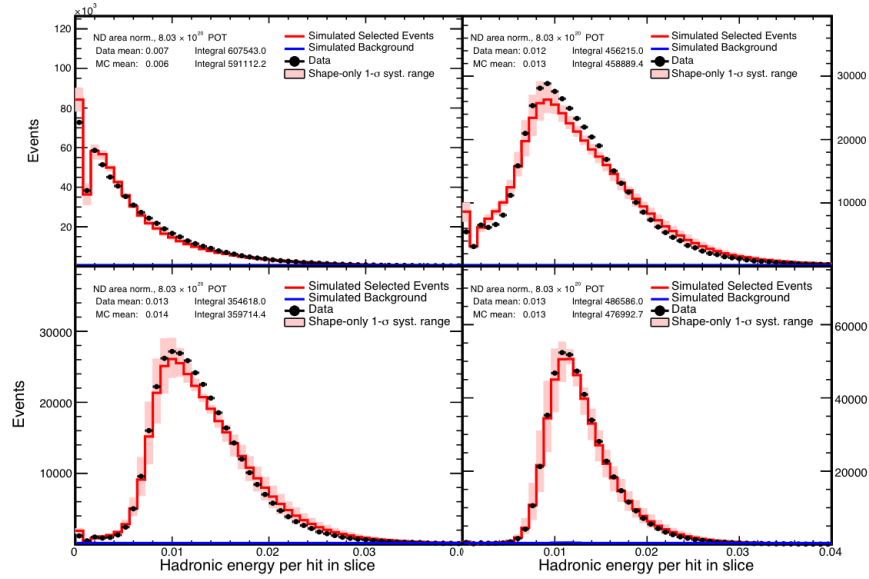 ×10³
120
100
80
60
40
20
Events
ND area norm., 8.03 × 10²⁰ POT
Data mean: 0.007 Integral 607543.0
MC mean: 0.006 Integral 591112.2
Simulated Selected Events
Simulated Background
Data
Shape-only 1-σ syst. range
ND area norm., 8.03 × 10²⁰ POT
Data mean: 0.012 Integral 456215.0
MC mean: 0.013 Integral 458889.4
Simulated Selected Events
Simulated Background
Data
Shape-only 1-σ syst. range
30000
20000
10000
30000
20000
10000
Events
ND area norm., 8.03 × 10²⁰ POT
Data mean: 0.013 Integral 354618.0
MC mean: 0.014 Integral 359714.4
Simulated Selected Events
Simulated Background
Data
Shape-only 1-σ syst. range
0 0.01 0.02 0.03
Hadronic energy per hit in slice
ND area norm., 8.03 × 10²⁰ POT
Data mean: 0.013 Integral 486586.0
MC mean: 0.013 Integral 476992.7
Simulated Selected Events
Simulated Background
Data
Shape-only 1-σ syst. range
60000
40000
20000
0 0.01 0.02 0.03 0.04
Hadronic energy per hit in slice